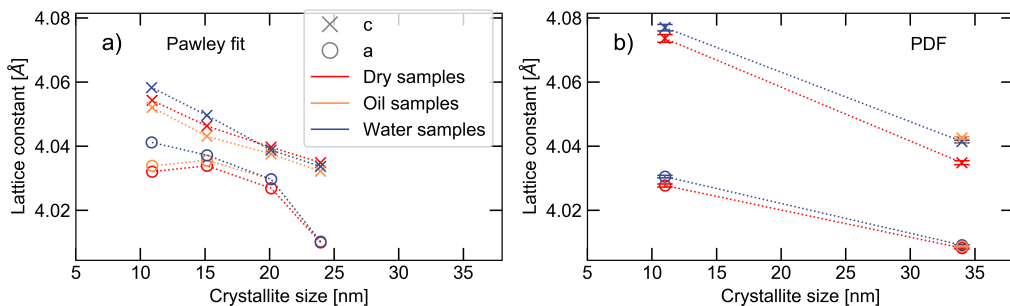 a)
Pawley fit
c
a
Dry samples
Oil samples
Water samples
4.08
4.06
4.04
4.02
Lattice constant [Å]
5 10 15 20 25 30 35
Crystallite size [nm]
b)
PDF
4.08
4.06
4.04
4.02
Lattice constant [Å]
5 10 15 20 25 30 35
Crystallite size [nm]